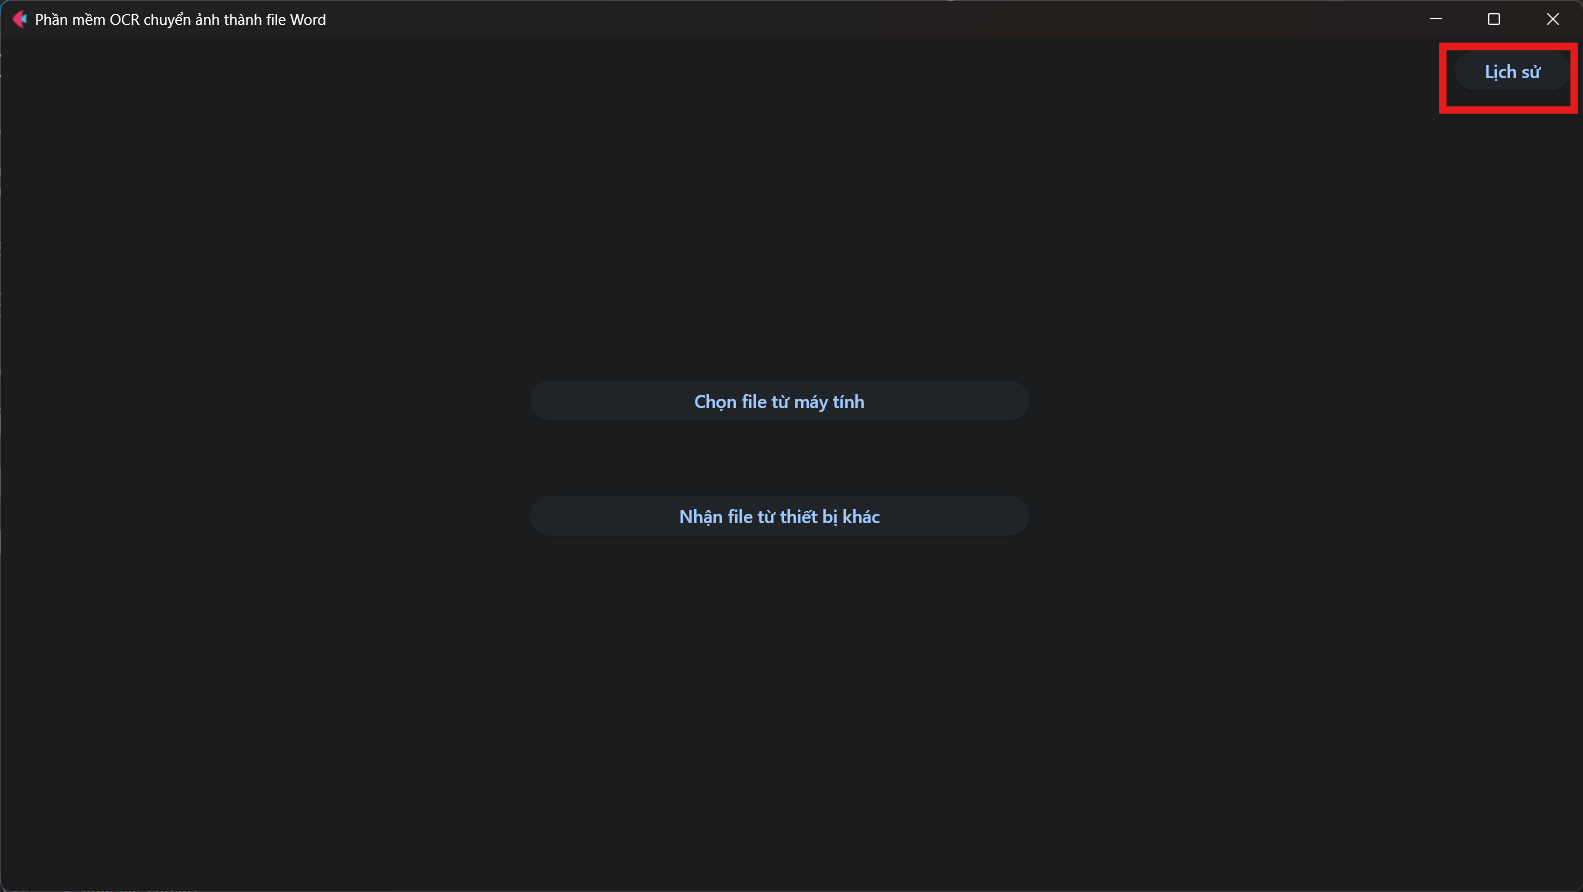 Phần mềm OCR chuyển ảnh thành file Word
Lịch sử
Chọn file từ máy tính
Nhận file từ thiết bị khác